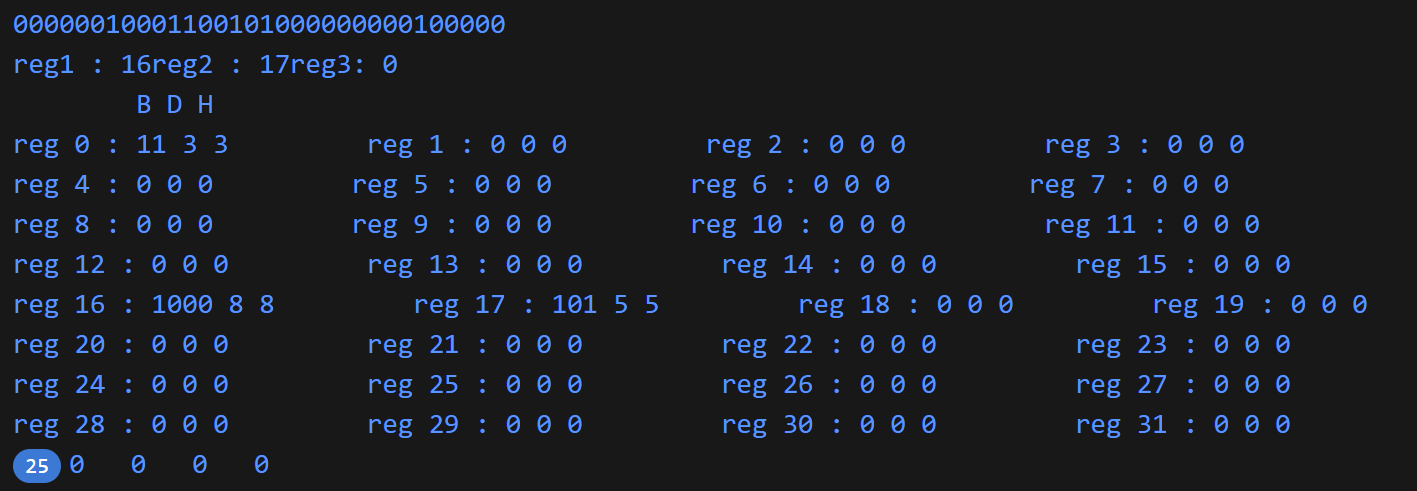 00000010001100101000000000100000
reg1 : 16reg2 : 17reg3: 0
B D H
reg 0 : 11 3 3 reg 1 : 0 0 0 reg 2 : 0 0 0 reg 3 : 0 0 0
reg 4 : 0 0 0 reg 5 : 0 0 0 reg 6 : 0 0 0 reg 7 : 0 0 0
reg 8 : 0 0 0 reg 9 : 0 0 0 reg 10 : 0 0 0 reg 11 : 0 0 0
reg 12 : 0 0 0 reg 13 : 0 0 0 reg 14 : 0 0 0 reg 15 : 0 0 0
reg 16 : 1000 8 8 reg 17 : 101 5 5 reg 18 : 0 0 0 reg 19 : 0 0 0
reg 20 : 0 0 0 reg 21 : 0 0 0 reg 22 : 0 0 0 reg 23 : 0 0 0
reg 24 : 0 0 0 reg 25 : 0 0 0 reg 26 : 0 0 0 reg 27 : 0 0 0
reg 28 : 0 0 0 reg 29 : 0 0 0 reg 30 : 0 0 0 reg 31 : 0 0 0
25 0 0 0 0